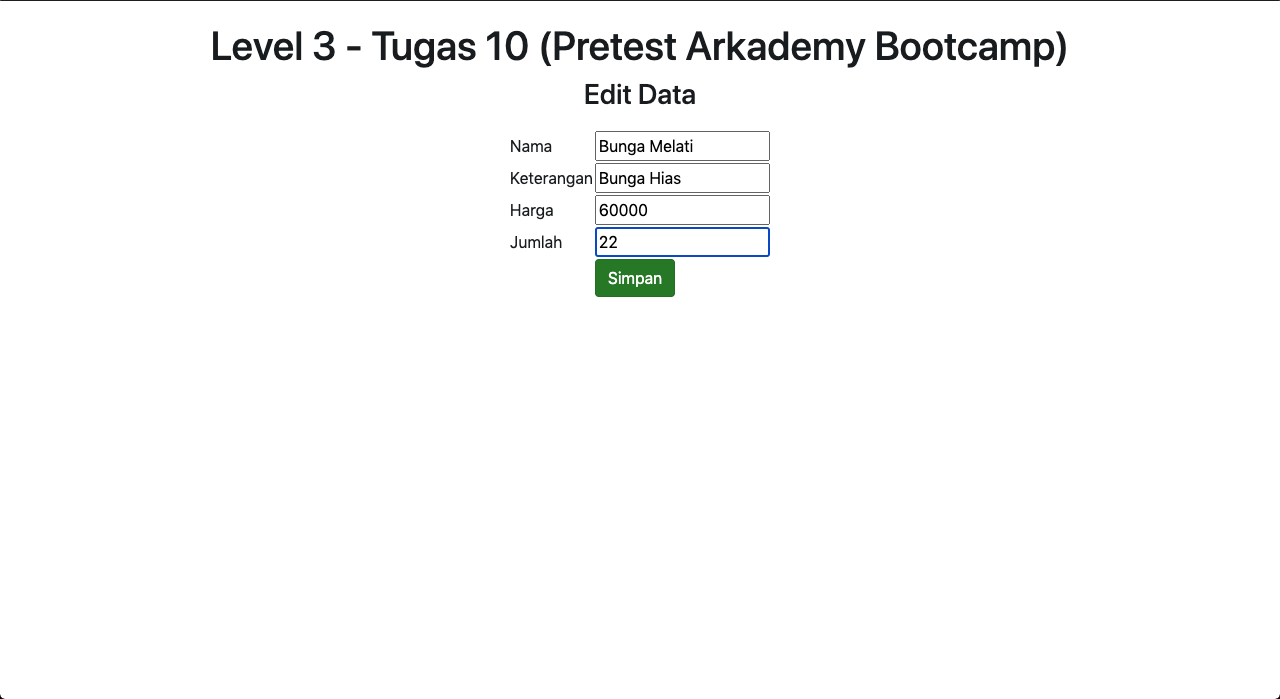 Level 3 - Tugas 10 (Pretest Arkademy Bootcamp)
Edit Data
Nama Bunga Melati
Keterangan Bunga Hias
Harga 60000
Jumlah 22
Simpan